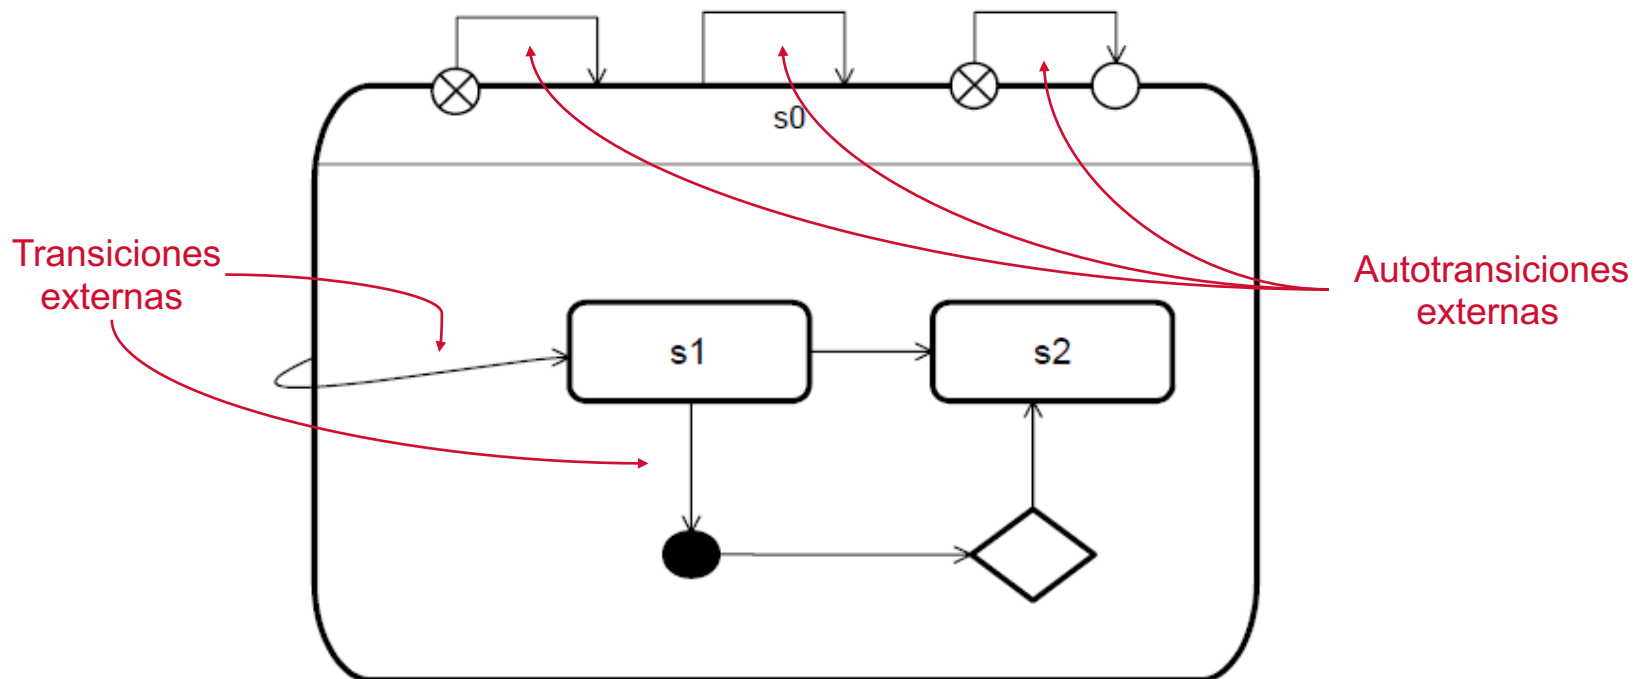 s0
Transiciones
externas
Autotransiciones
externas
s1
s2